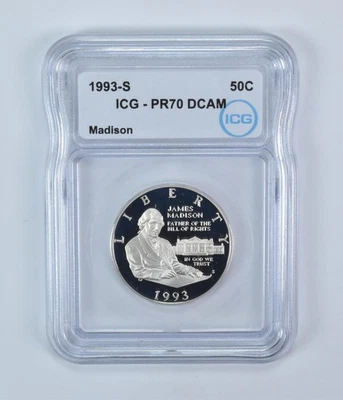 1993-S 50C
ICG - PR70 DCAM
Madison
ICG
LIBERTY
JAMES
MADISON
FATHER OF THE
BILL OF RIGHTS
IN GOD WE
TRUST
S
1993